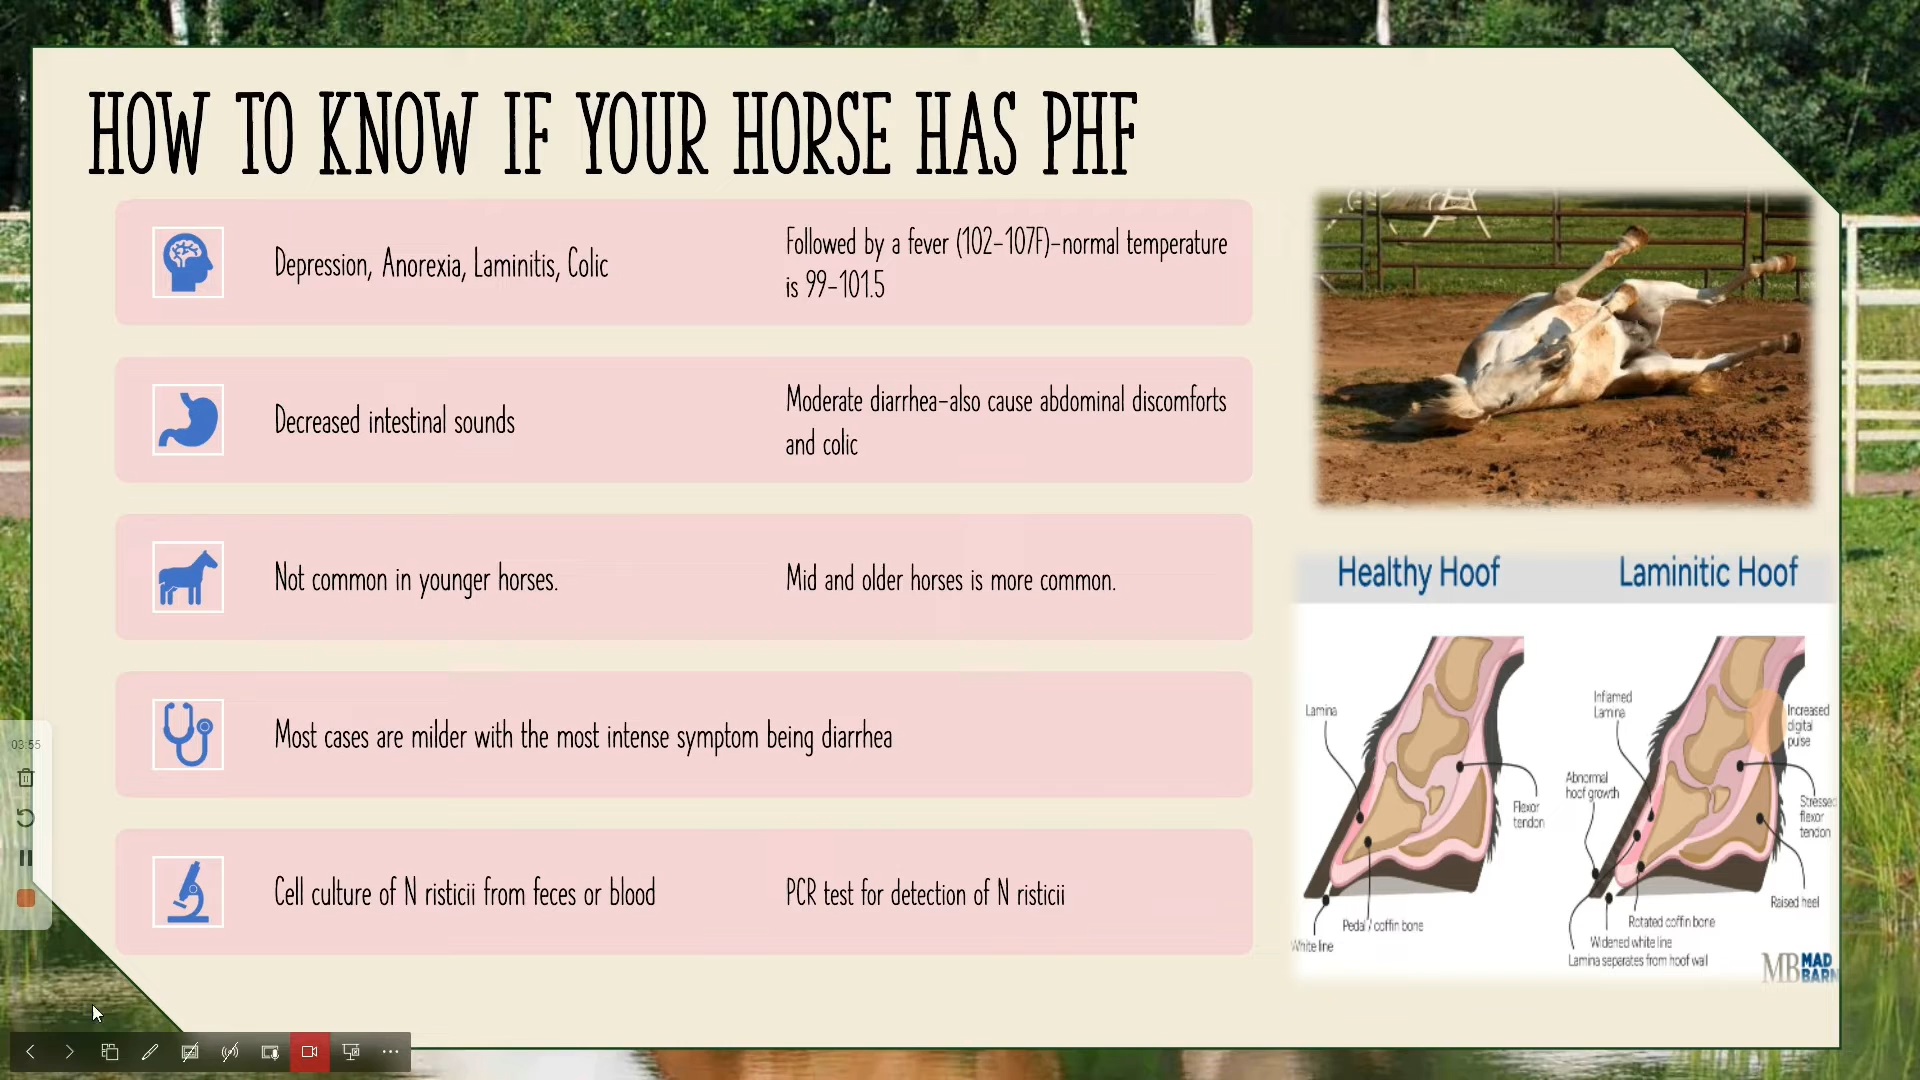 HOW TO KNOW IF YOUR HORSE HAS PHF
Depression, Anorexia, Laminitis, Colic
Followed by a fever (102-107F)-normal temperature
is 99-101.5
Decreased intestinal sounds
Moderate diarrhea-also cause abdominal discomforts
and colic
Not common in younger horses.
Mid and older horses is more common.
Most cases are milder with the most intense symptom being diarrhea
Cell culture of N risticii from feces or blood
PCR test for detection of N risticii
Healthy Hoof
Laminitic Hoof
Lamina
Flexor
tendon
Pedal / coffin bone
White line
Inflamed
Lamina
Increased
digital
pulse
Abnormal
hoof growth
Stressed
flexor
tendon
Raised heel
Rotated coffin bone
Widened white line
Lamina separates from hoof wall
MB MAD
BARN
03:55